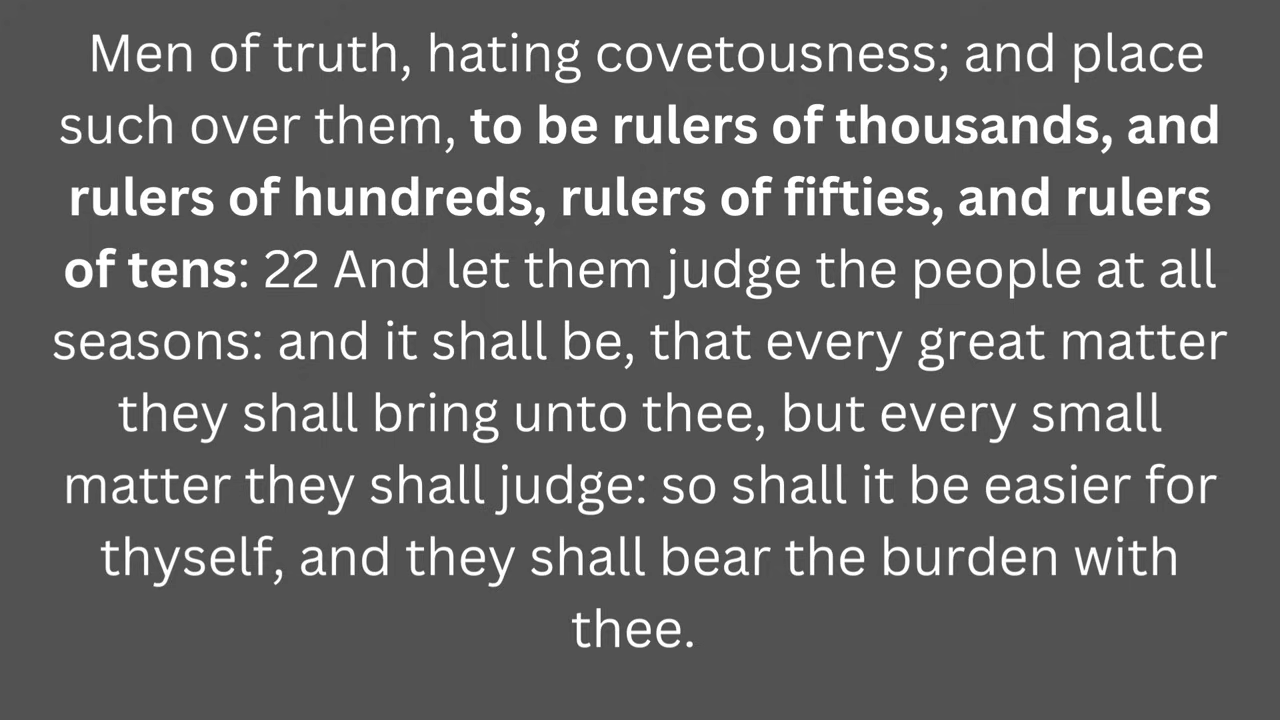 Men of truth, hating covetousness; and place
such over them, to be rulers of thousands, and
rulers of hundreds, rulers of fifties, and rulers
of tens: 22 And let them judge the people at all
seasons: and it shall be, that every great matter
they shall bring unto thee, but every small
matter they shall judge: so shall it be easier for
thyself, and they shall bear the burden with
thee.